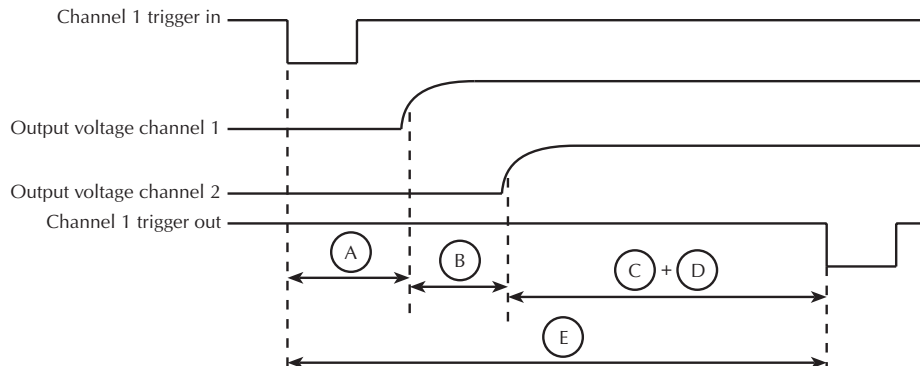 Channel 1 trigger in
Output voltage channel 1
Output voltage channel 2
Channel 1 trigger out
A
B
C + D
E